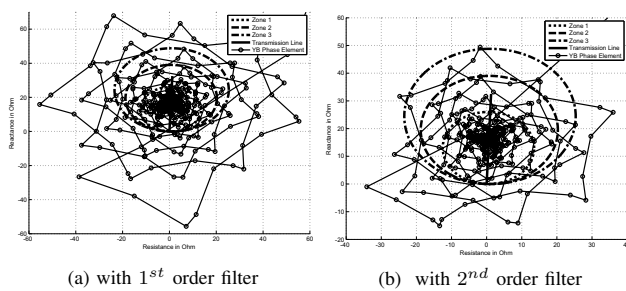 60
40
20
0
-20
-40
-60
-60
-40
-20
0
20
40
60
Reactance in Ohm
Resistance in Ohm
Zone 1
Zone 2
Zone 3
Transmission Line
YB Phase Element
(a) with 1st order filter
60
50
40
30
20
10
0
-10
-20
-40
-30
-20
-10
0
10
20
30
40
Reactance in Ohm
Resistance in Ohm
Zone 1
Zone 2
Zone 3
Transmission Line
YB Phase Element
(b) with 2nd order filter